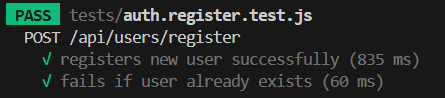 PASS tests/auth.register.test.js
POST /api/users/register
√ registers new user successfully (835 ms)
√ fails if user already exists (60 ms)